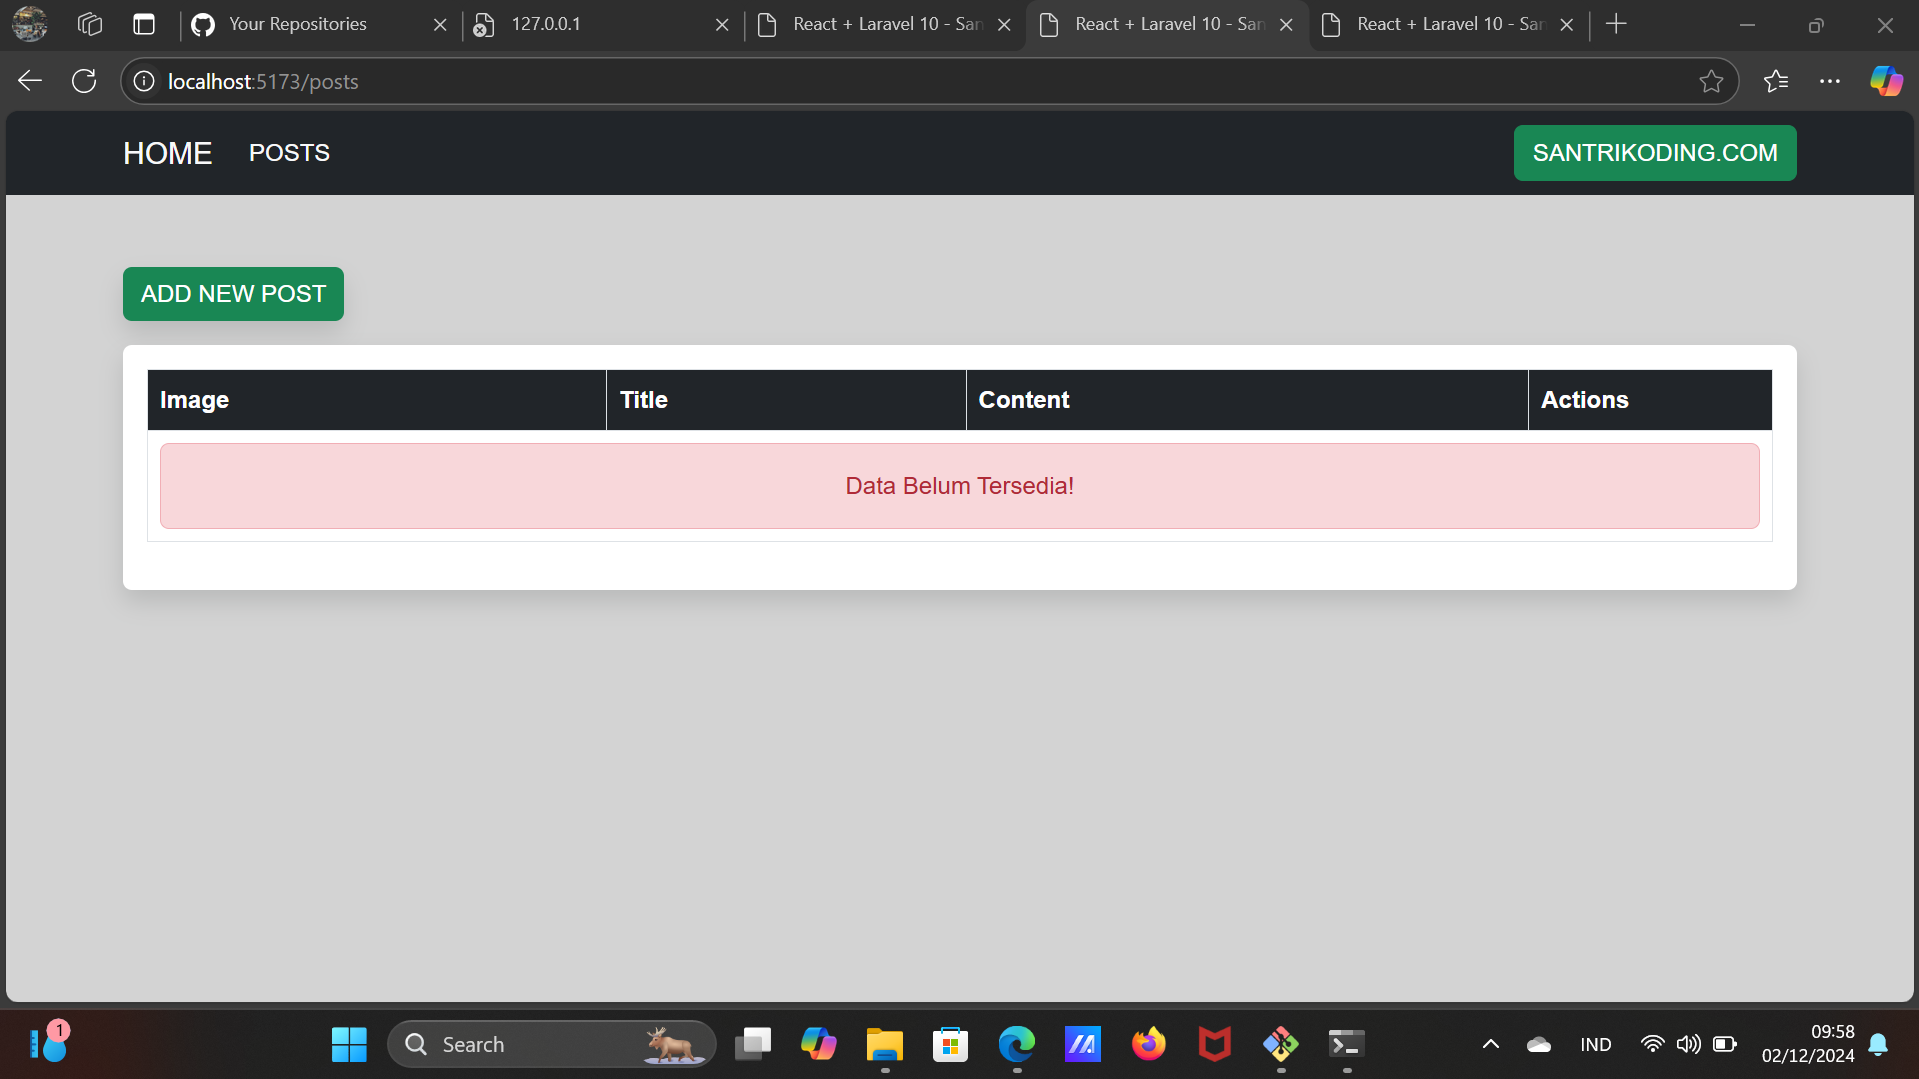 Your Repositories
127.0.0.1
React + Laravel 10 - San
React + Laravel 10 - San
React + Laravel 10 - San
localhost:5173/posts
HOME
POSTS
SANTRIKODING.COM
ADD NEW POST
Image
Title
Content
Actions
Data Belum Tersedia!
1
Search
IND
09:58
02/12/2024